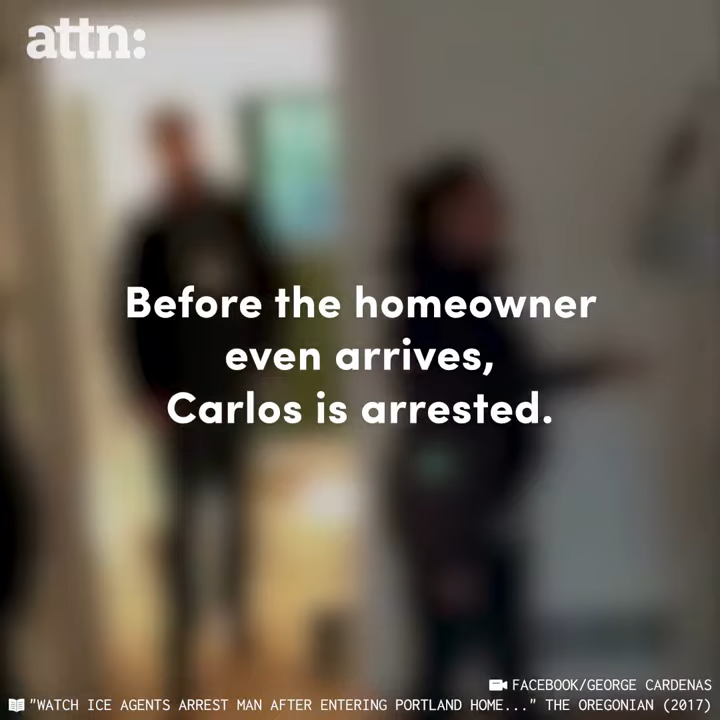 attn:
Before the homeowner
even arrives,
Carlos is arrested.
FACEBOOK/GEORGE CARDENAS
"WATCH ICE AGENTS ARREST MAN AFTER ENTERING PORTLAND HOME..." THE OREGONIAN (2017)